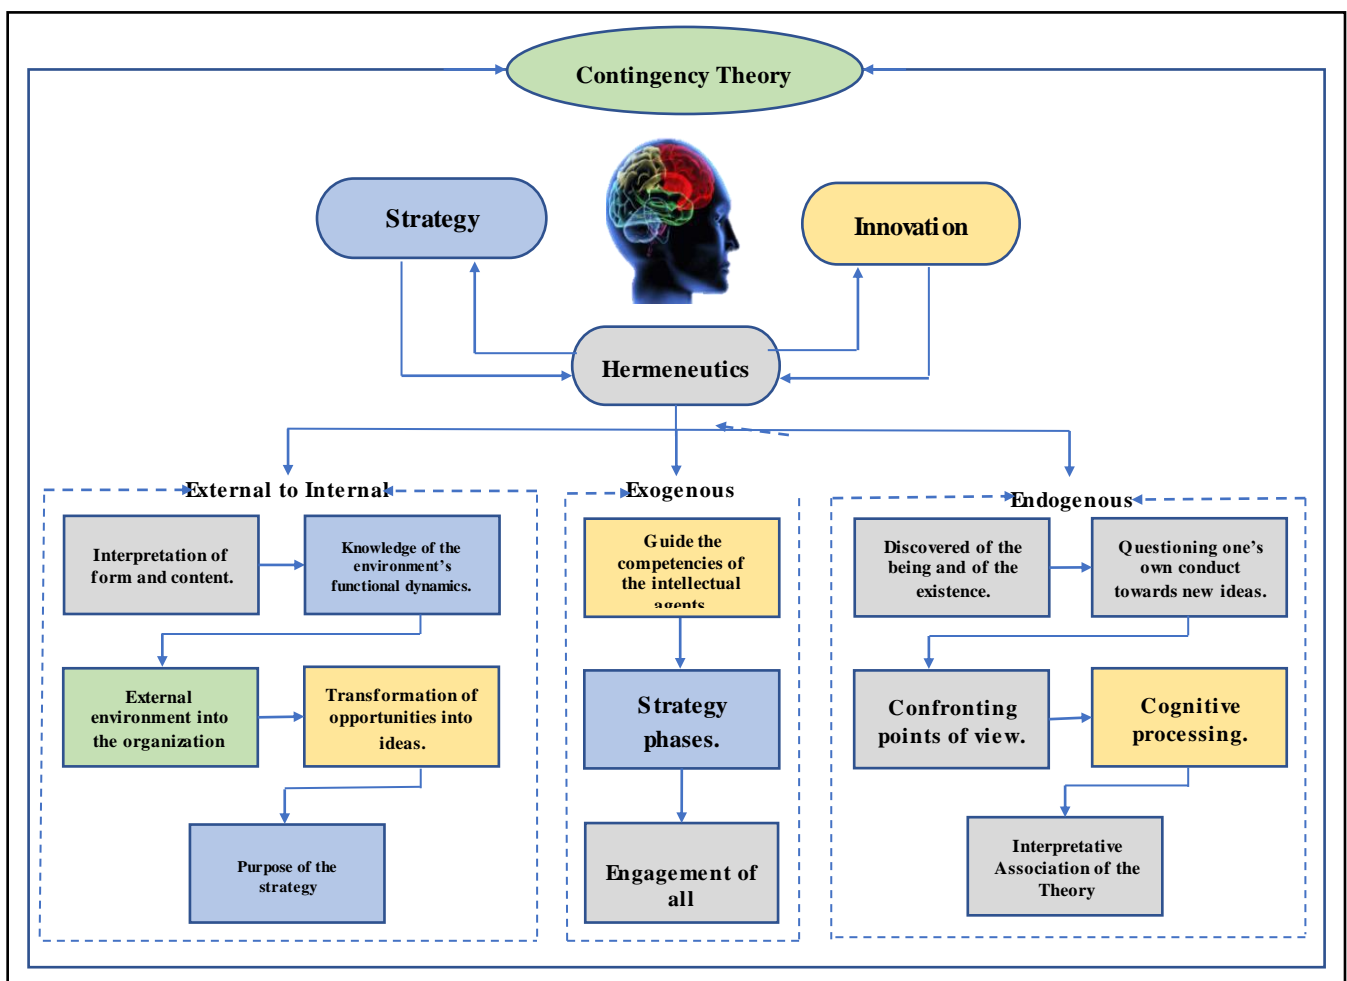 Contingency Theory
Strategy
Innovation
Hermeneutics
External to Internal
Exogenous
Endogenous
Interpretation of
form and content.
Knowledge of the
environment's
functional dynamics.
External
environment into
the organization
Transformation of
opportunities into
ideas.
Purpose of the
strategy
Guide the
competencies of
the intellectual
agents
Strategy
phases.
Engagement of
all
Discovered of the
being and of the
existence.
Questioning one's
own conduct
towards new ideas.
Confronting
points of view.
Cognitive
processing.
Interpretative
Association of the
Theory